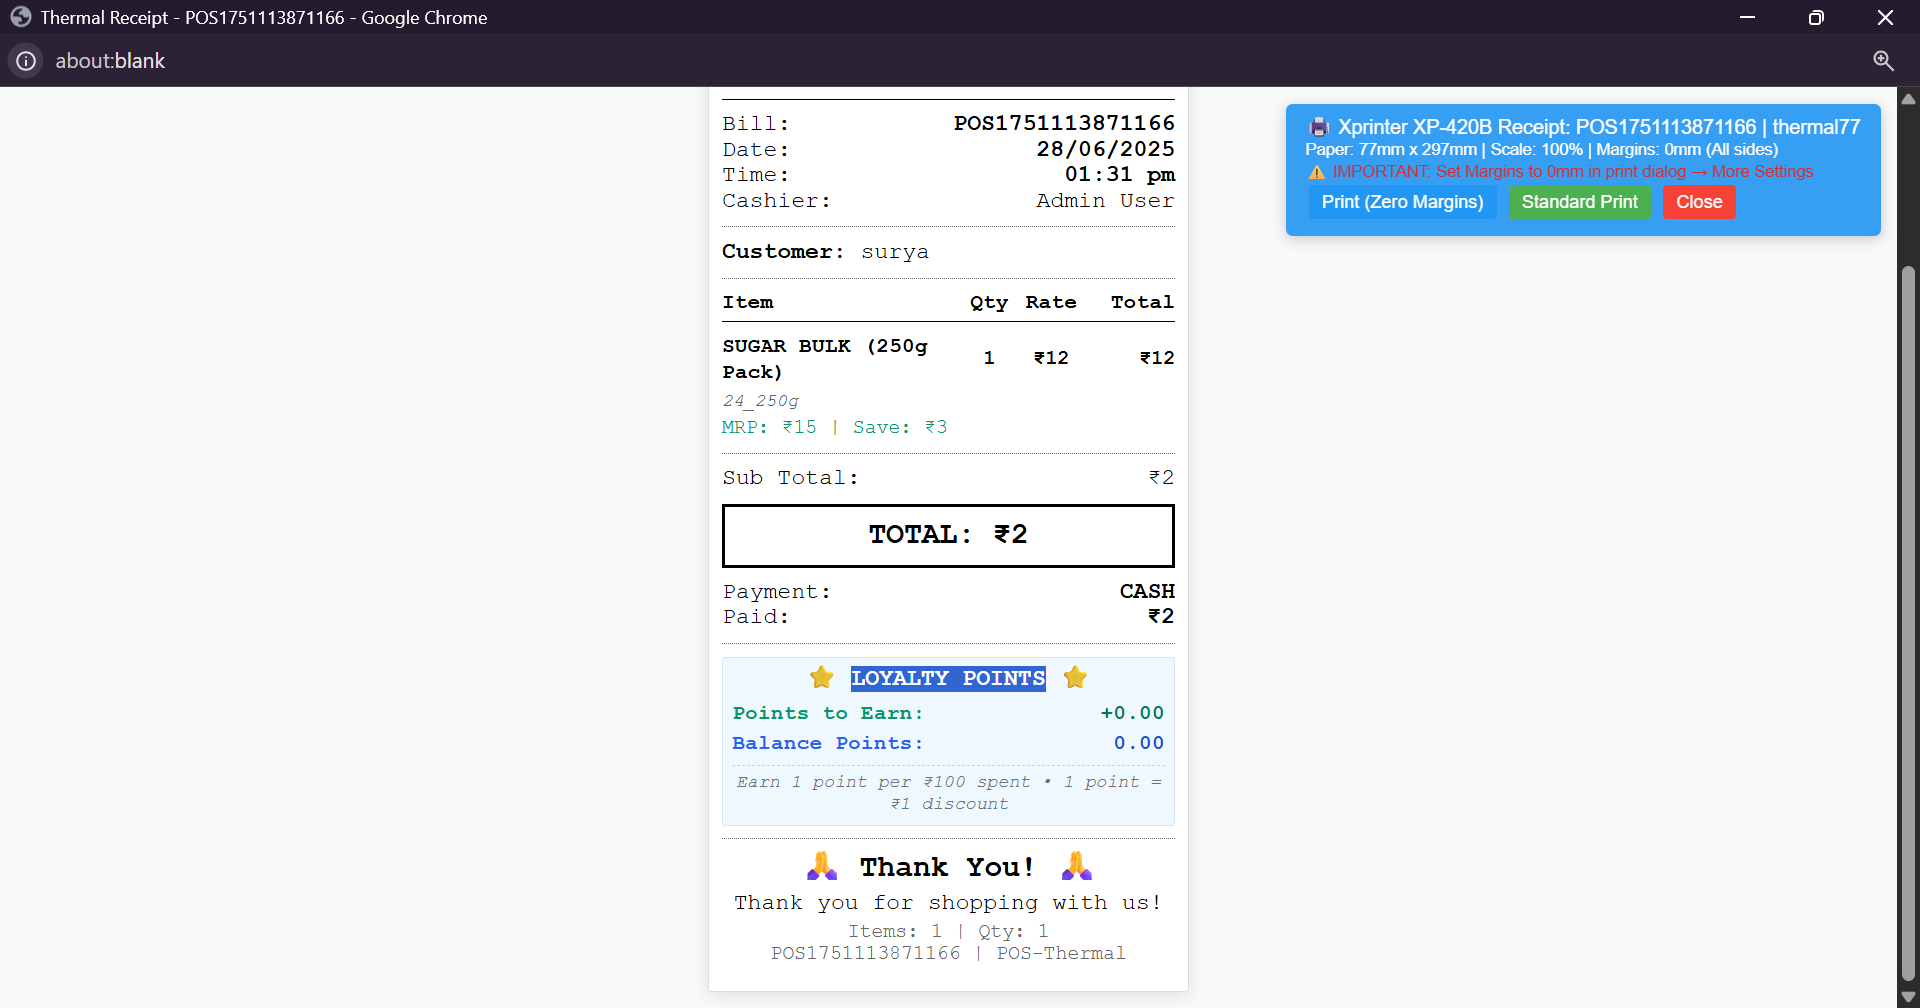 Thermal Receipt - POS1751113871166 - Google Chrome
about:blank
🖨️ Xprinter XP-420B Receipt: POS1751113871166 | thermal77
Paper: 77mm x 297mm | Scale: 100% | Margins: 0mm (All sides)
⚠️ IMPORTANT: Set Margins to 0mm in print dialog → More Settings
Print (Zero Margins) Standard Print Close
Bill: POS1751113871166
Date: 28/06/2025
Time: 01:31 pm
Cashier: Admin User
Customer: surya
Item Qty Rate Total
SUGAR BULK (250g
Pack) 1 ₹12 ₹12
24_250g
MRP: ₹15 | Save: ₹3
Sub Total: ₹2
TOTAL: ₹2
Payment: CASH
Paid: ₹2
⭐ LOYALTY POINTS ⭐
Points to Earn: +0.00
Balance Points: 0.00
Earn 1 point per ₹100 spent • 1 point =
₹1 discount
🙏 Thank You! 🙏
Thank you for shopping with us!
Items: 1 | Qty: 1
POS1751113871166 | POS-Thermal